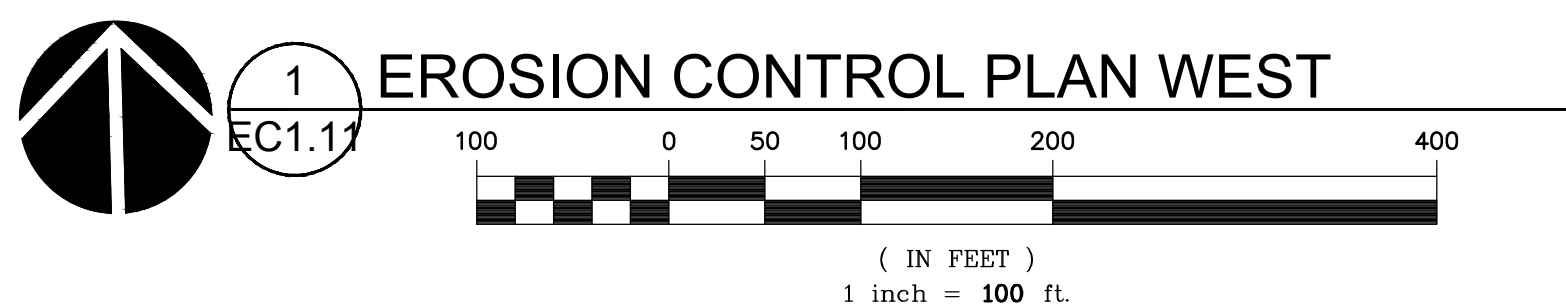 1
EC1.11
EROSION CONTROL PLAN WEST
100 0 50 100 200 400
( IN FEET )
1 inch = 100 ft.